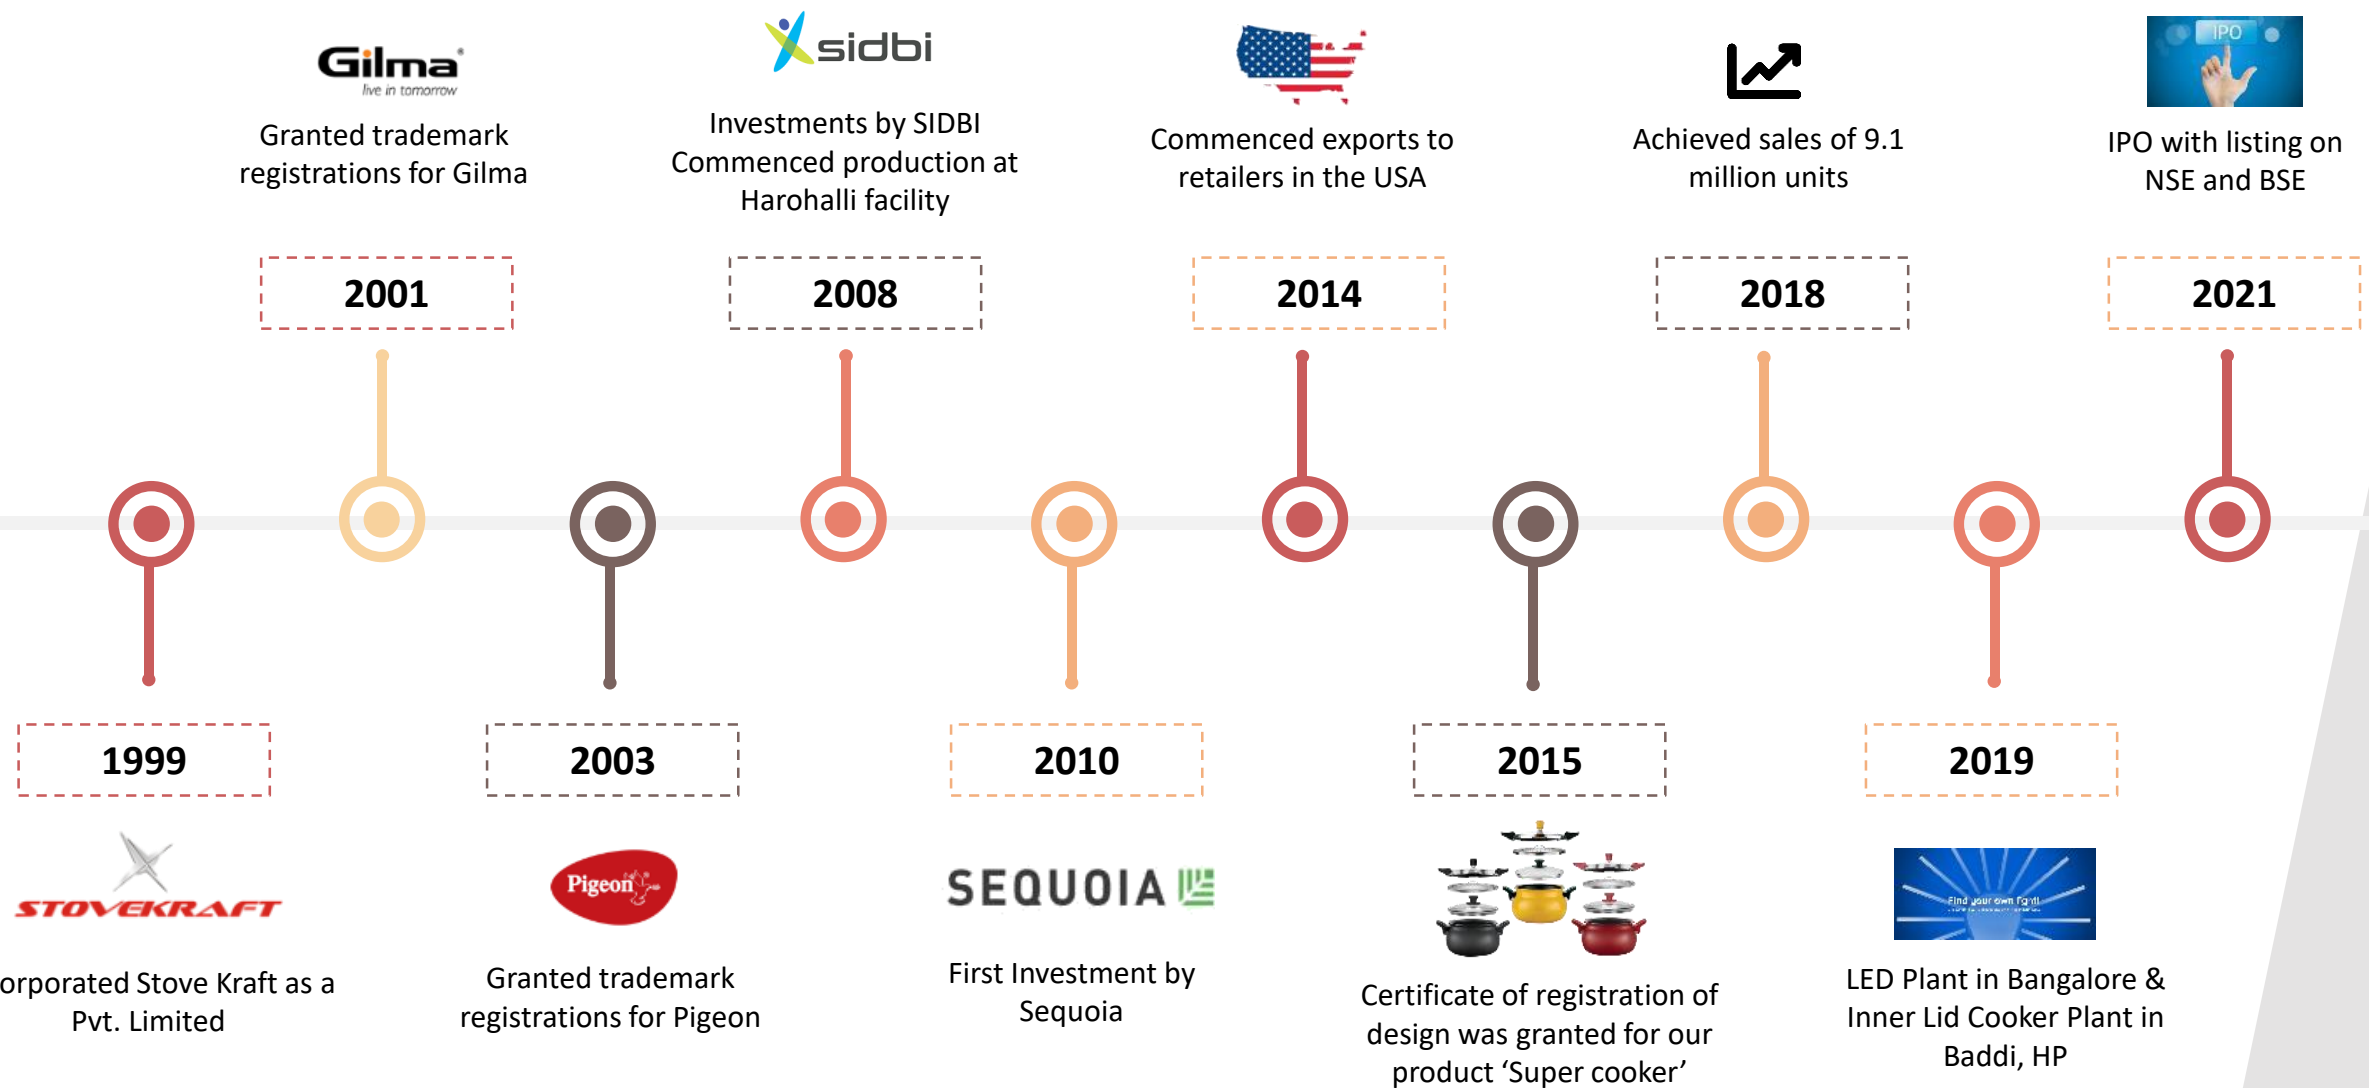 Gilma®
live in tomorrow
Granted trademark
registrations for Gilma
2001
sidbi
Investments by SIDBI
Commenced production at
Harohalli facility
2008
Commenced exports to
retailers in the USA
2014
Achieved sales of 9.1
million units
2018
IPO
IPO with listing on
NSE and BSE
2021
1999
STOVEKRAFT
orporated Stove Kraft as a
Pvt. Limited
2003
Pigeon
Granted trademark
registrations for Pigeon
2010
SEQUOIA
First Investment by
Sequoia
2015
Certificate of registration of
design was granted for our
product ‘Super cooker’
2019
Find your own light!
LED Plant in Bangalore &
Inner Lid Cooker Plant in
Baddi, HP